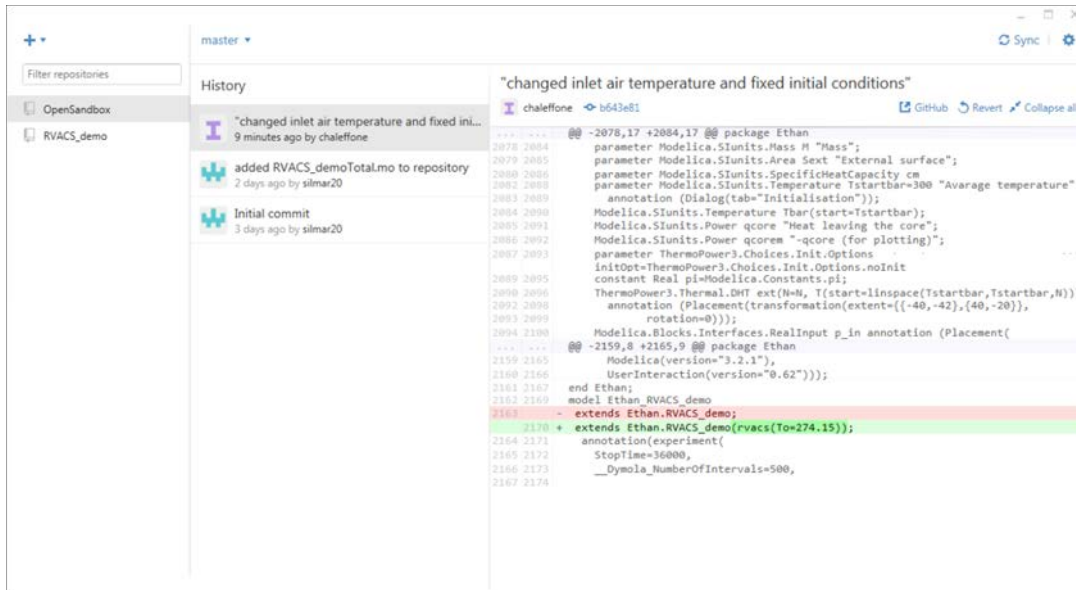 master
Sync
Filter repositories
OpenSandbox
RVACS_demo
History
"changed inlet air temperature and fixed ini...
9 minutes ago by chaleffone
added RVACS_demoTotal.mo to repository
2 days ago by silmar20
Initial commit
3 days ago by silmar20
"changed inlet air temperature and fixed initial conditions"
chaleffone b643e81 GitHub Revert Collapse all
... ... @@ -2078,17 +2084,17 @@ package Ethan
2078 2084 parameter Modelica.SIunits.Mass M "Mass";
2079 2085 parameter Modelica.SIunits.Area Sext "External surface";
2080 2086 parameter Modelica.SIunits.SpecificHeatCapacity cm
2082 2088 parameter Modelica.SIunits.Temperature Tstartbar=300 "Avarage temperature"
2083 2089 annotation (Dialog(tab="Initialisation"));
2084 2090 Modelica.SIunits.Temperature Tbar(start=Tstartbar);
2085 2091 Modelica.SIunits.Power qcore "Heat leaving the core";
2086 2092 Modelica.SIunits.Power qcorem "-qcore (for plotting)";
2087 2093 parameter ThermoPower3.Choices.Init.Options
initOpt=ThermoPower3.Choices.Init.Options.noInit
2089 2095 constant Real pi=Modelica.Constants.pi;
2090 2096 ThermoPower3.Thermal.DHT ext(N=N, T(start=linspace(Tstartbar,Tstartbar,N))
2092 2098 annotation (Placement(transformation(extent={{-40,-42},{40,-20}},
2093 2099 rotation=0)));
2094 2100 Modelica.Blocks.Interfaces.RealInput p_in annotation (Placement(
... ... @@ -2159,8 +2165,9 @@ package Ethan
2159 2165 Modelica(version="3.2.1"),
2160 2166 UserInteraction(version="0.62")));
2161 2167 end Ethan;
2162 2169 model Ethan_RVACS_demo
2163 - extends Ethan.RVACS_demo;
2170 + extends Ethan.RVACS_demo(rvacs(To=274.15));
2164 2171 annotation(experiment(
2165 2172 StopTime=36000,
2166 2173 __Dymola_NumberOfIntervals=500,
2167 2174